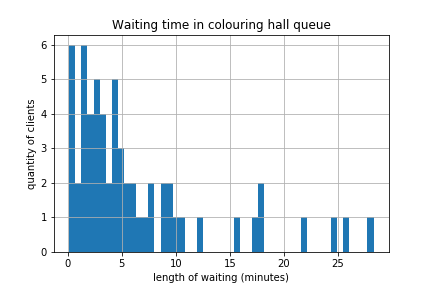 Waiting time in colouring hall queue
quantity of clients
6
5
4
3
2
1
0
0 5 10 15 20 25
length of waiting (minutes)